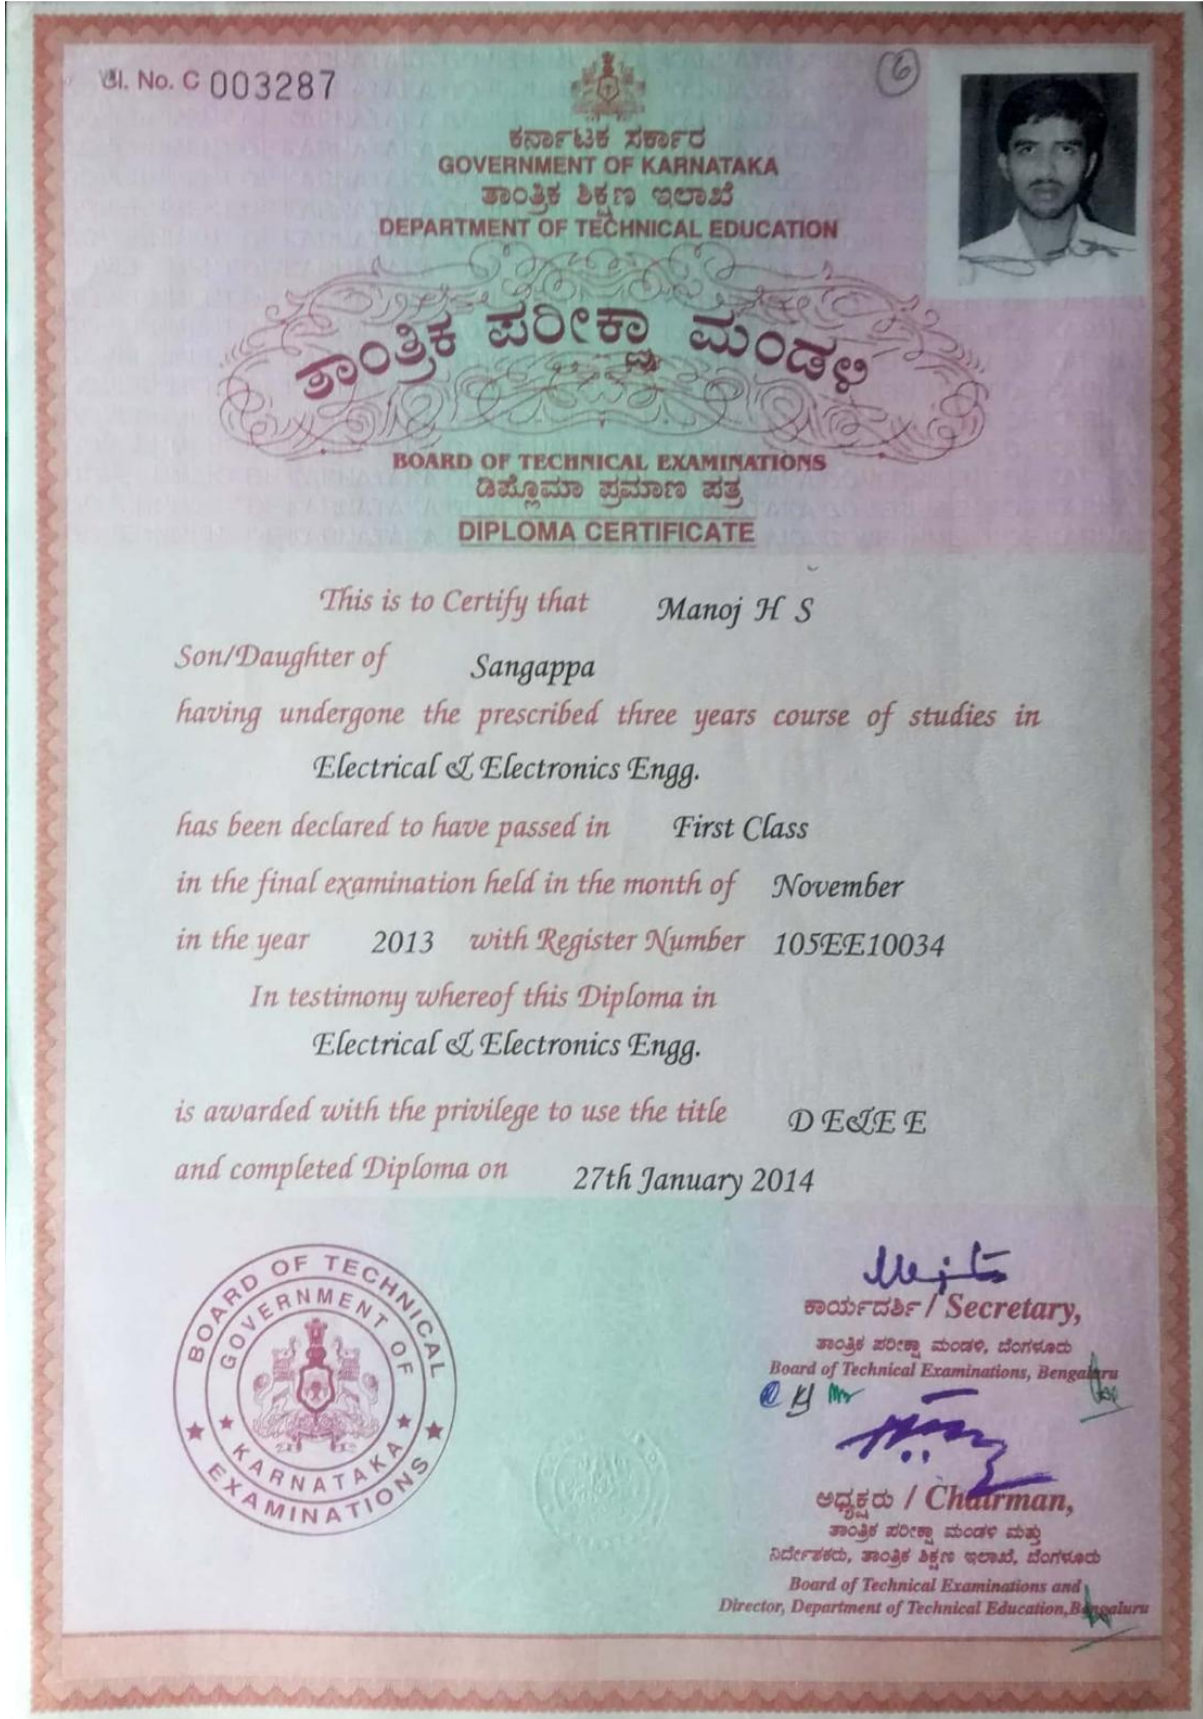 Sl. No. C 003287
6
ಕರ್ನಾಟಕ ಸರ್ಕಾರ
GOVERNMENT OF KARNATAKA
ತಾಂತ್ರಿಕ ಶಿಕ್ಷಣ ಇಲಾಖೆ
DEPARTMENT OF TECHNICAL EDUCATION
ತಾಂತ್ರಿಕ ಪರೀಕ್ಷಾ ಮಂಡಳಿ
BOARD OF TECHNICAL EXAMINATIONS
ಡಿಪ್ಲೊಮಾ ಪ್ರಮಾಣ ಪತ್ರ
DIPLOMA CERTIFICATE
This is to Certify that Manoj H S
Son/Daughter of Sangappa
having undergone the prescribed three years course of studies in
Electrical & Electronics Engg.
has been declared to have passed in First Class
in the final examination held in the month of November
in the year 2013 with Register Number 105EE10034
In testimony whereof this Diploma in
Electrical & Electronics Engg.
is awarded with the privilege to use the title D E&E E
and completed Diploma on 27th January 2014
BOARD OF TECHNICAL EXAMINATIONS
GOVERNMENT OF KARNATAKA
ಕಾರ್ಯದರ್ಶಿ / Secretary,
ತಾಂತ್ರಿಕ ಪರೀಕ್ಷಾ ಮಂಡಳಿ, ಬೆಂಗಳೂರು
Board of Technical Examinations, Bengaluru
ಅಧ್ಯಕ್ಷರು / Chairman,
ತಾಂತ್ರಿಕ ಪರೀಕ್ಷಾ ಮಂಡಳಿ ಮತ್ತು
ನಿರ್ದೇಶಕರು, ತಾಂತ್ರಿಕ ಶಿಕ್ಷಣ ಇಲಾಖೆ, ಬೆಂಗಳೂರು
Board of Technical Examinations and
Director, Department of Technical Education, Bengaluru